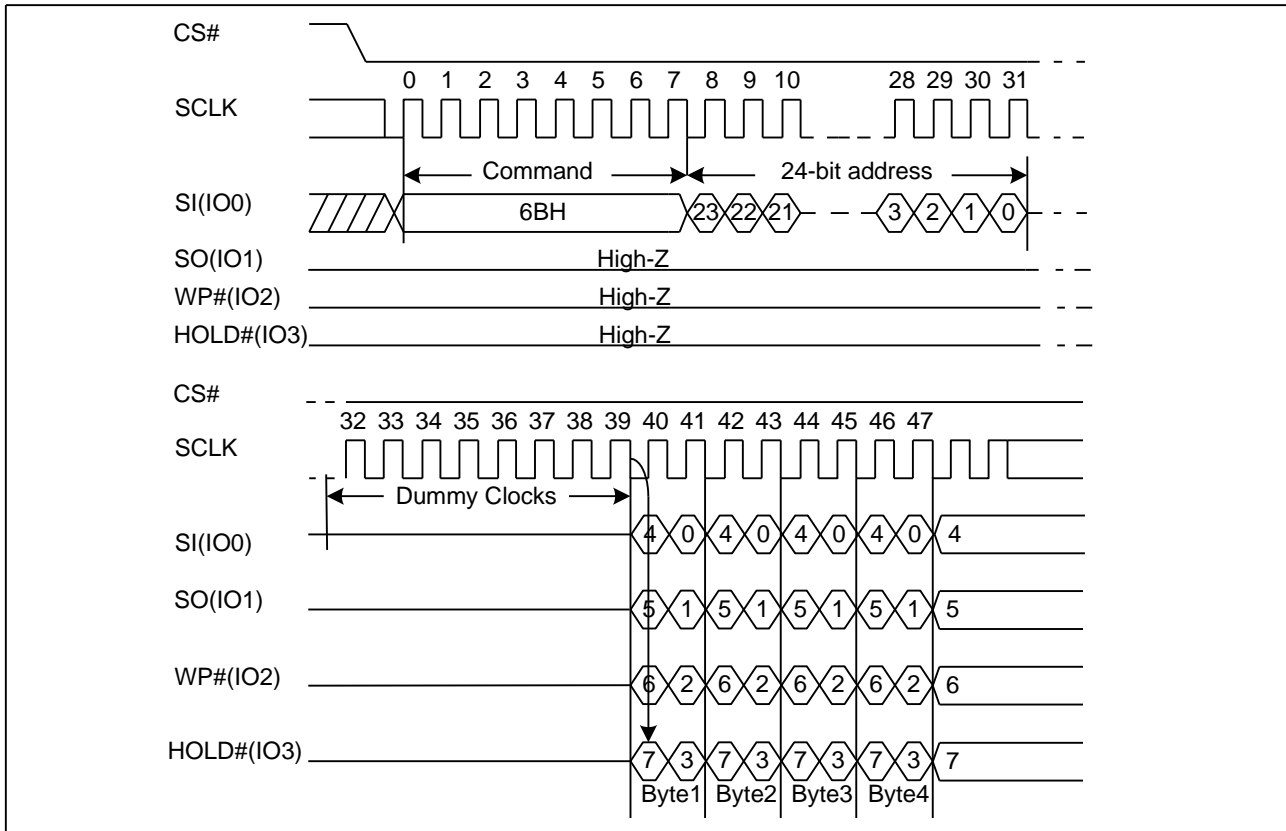 CS#
0 1 2 3 4 5 6 7 8 9 10 28 29 30 31
SCLK
Command 24-bit address
SI(IO0) 6BH 23 22 21 3 2 1 0
SO(IO1) High-Z
WP#(IO2) High-Z
HOLD#(IO3) High-Z
CS#
32 33 34 35 36 37 38 39 40 41 42 43 44 45 46 47
SCLK
Dummy Clocks
SI(IO0) 4 0 4 0 4 0 4 0 4
SO(IO1) 5 1 5 1 5 1 5 1 5
WP#(IO2) 6 2 6 2 6 2 6 2 6
HOLD#(IO3) 7 3 7 3 7 3 7 3 7
Byte1 Byte2 Byte3 Byte4